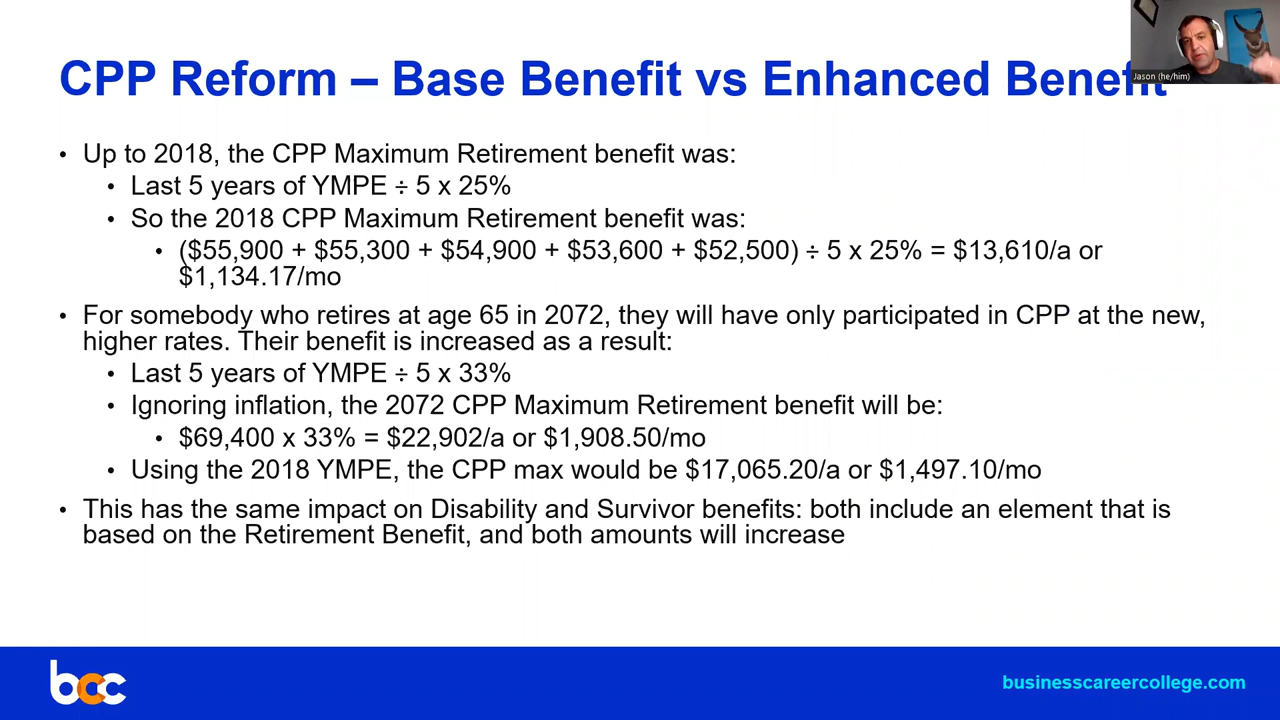 CPP Reform – Base Benefit vs Enhanced Benefit
Jason (he/him)
• Up to 2018, the CPP Maximum Retirement benefit was:
• Last 5 years of YMPE ÷ 5 x 25%
• So the 2018 CPP Maximum Retirement benefit was:
• ($55,900 + $55,300 + $54,900 + $53,600 + $52,500) ÷ 5 x 25% = $13,610/a or
$1,134.17/mo
• For somebody who retires at age 65 in 2072, they will have only participated in CPP at the new,
higher rates. Their benefit is increased as a result:
• Last 5 years of YMPE ÷ 5 x 33%
• Ignoring inflation, the 2072 CPP Maximum Retirement benefit will be:
• $69,400 x 33% = $22,902/a or $1,908.50/mo
• Using the 2018 YMPE, the CPP max would be $17,065.20/a or $1,497.10/mo
• This has the same impact on Disability and Survivor benefits: both include an element that is
based on the Retirement Benefit, and both amounts will increase
bcc
businesscareercollege.com